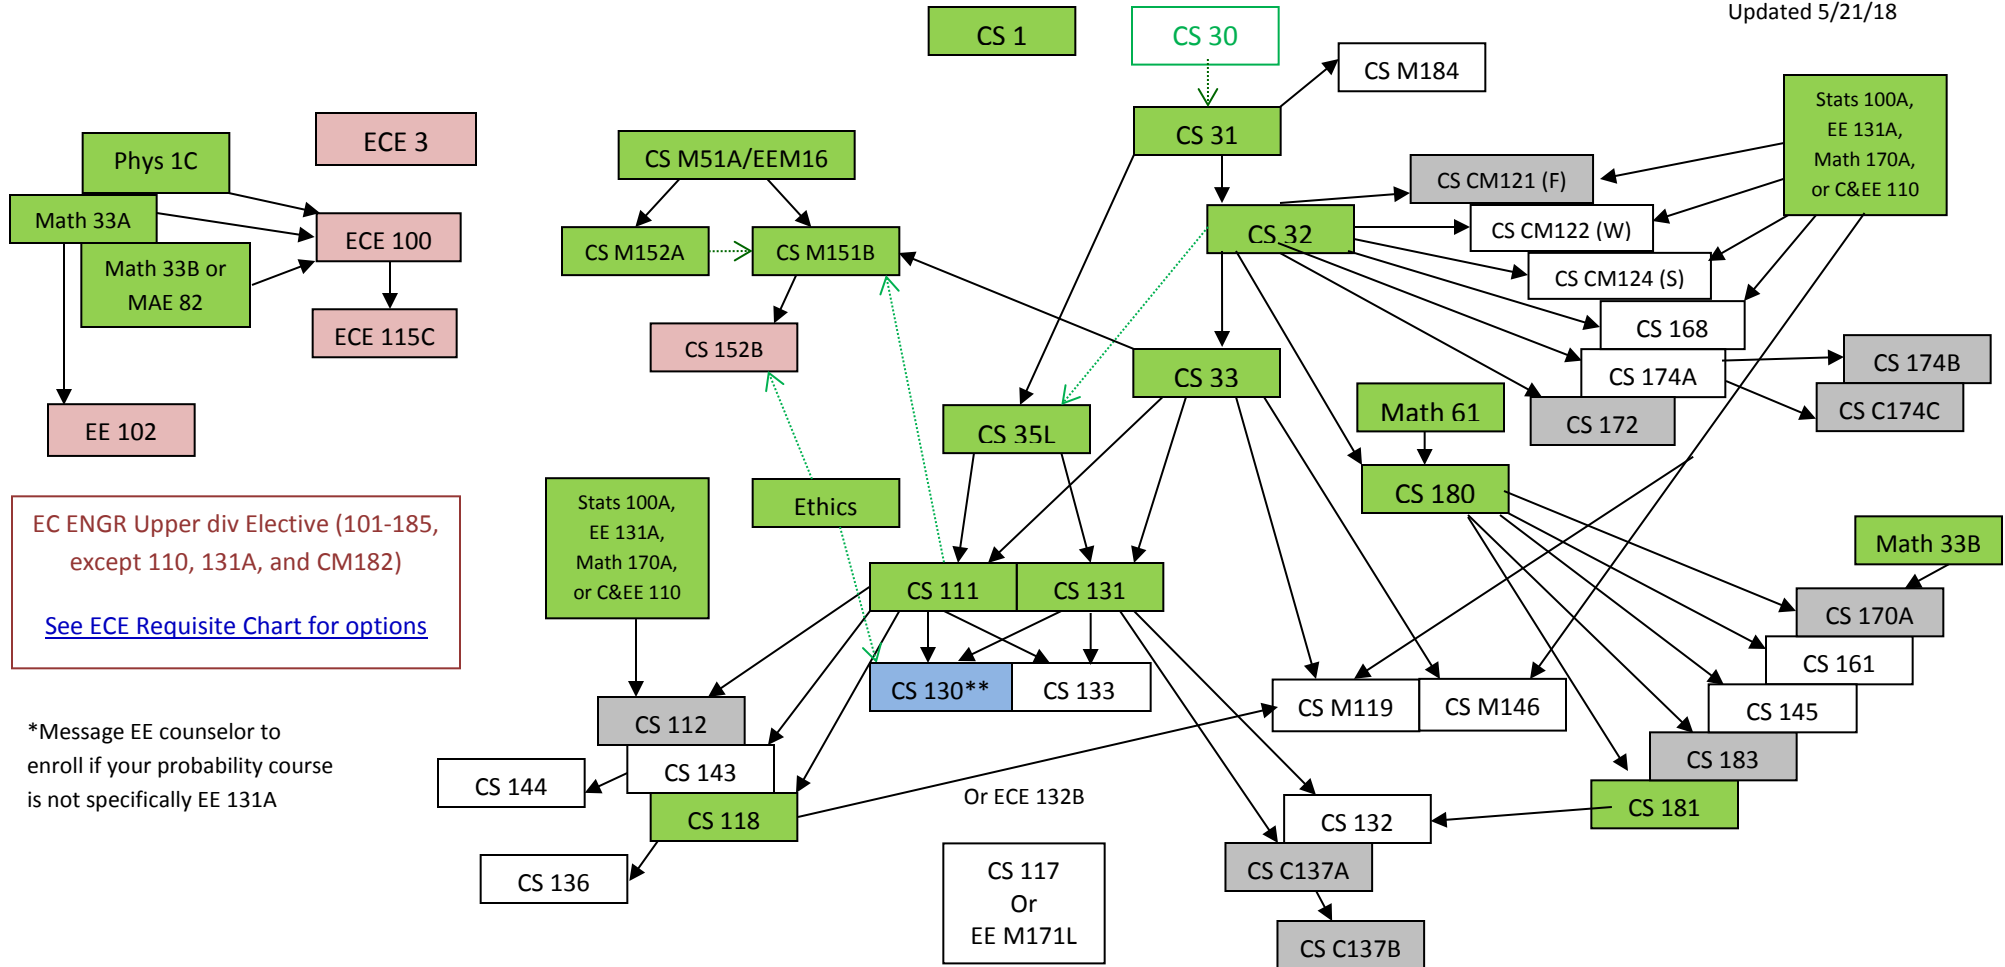 Updated 5/21/18
CS 1
CS 30
CS M184
Stats 100A,
EE 131A,
Math 170A,
or C&EE 110
ECE 3
CS 31
Phys 1C
CS M51A/EEM16
CS CM121 (F)
Math 33A
ECE 100
CS 32
CS CM122 (W)
CS M152A
CS M151B
Math 33B or
MAE 82
CS CM124 (S)
CS 168
ECE 115C
CS 152B
CS 33
CS 174A
CS 174B
CS C174C
EE 102
CS 35L
Math 61
CS 172
CS 180
Stats 100A,
EE 131A,
Math 170A,
or C&EE 110
Ethics
EC ENGR Upper div Elective (101-185,
except 110, 131A, and CM182)
See ECE Requisite Chart for options
Math 33B
CS 111
CS 131
CS 170A
CS 161
CS 130**
CS 133
CS M119
CS M146
CS 145
CS 112
*Message EE counselor to
enroll if your probability course
is not specifically EE 131A
CS 183
CS 143
CS 144
Or ECE 132B
CS 181
CS 118
CS 132
CS 136
CS 117
Or
EE M171L
CS C137A
CS C137B